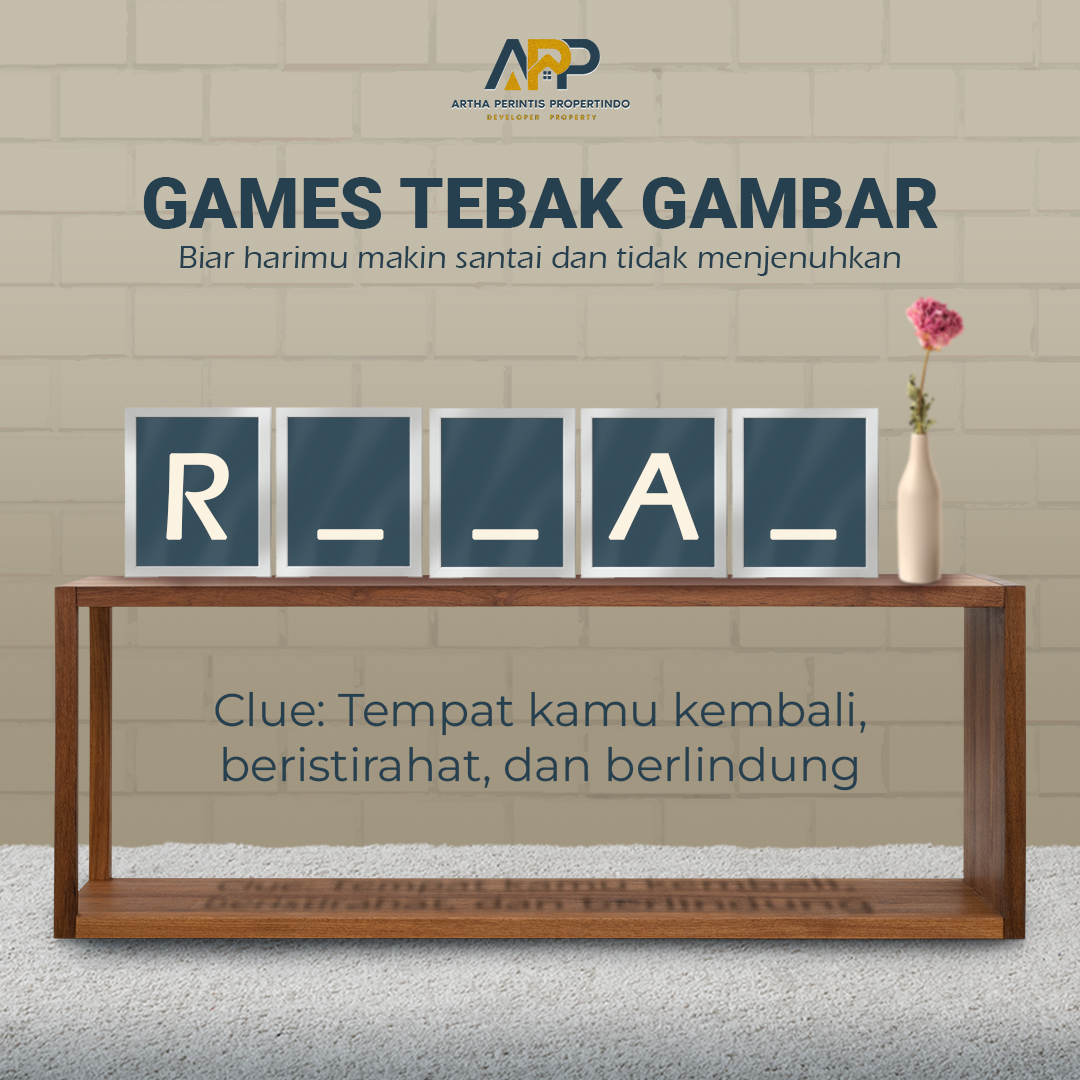 APP
ARTHA PERINTIS PROPERTINDO
DEVELOPER PROPERTY
GAMES TEBAK GAMBAR
Biar harimu makin santai dan tidak menjenuhkan
R _ _ A _
Clue: Tempat kamu kembali,
beristirahat, dan berlindung